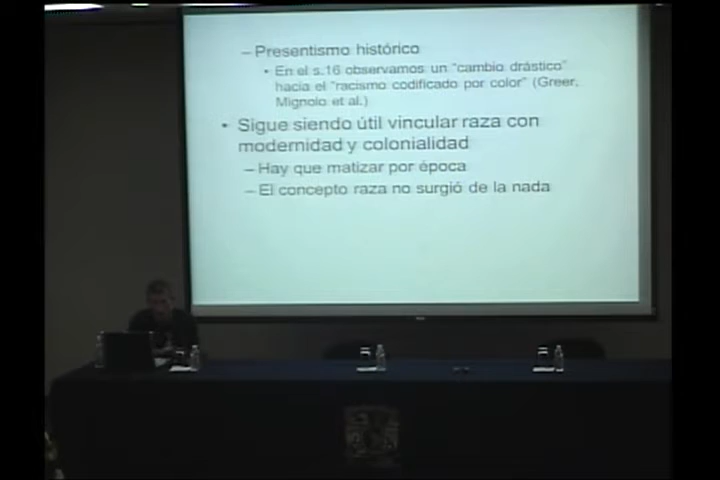 – Presentismo histórico
• En el s.16 observamos un "cambio drástico"
hacia el "racismo codificado por color" (Greer,
Mignolo et al.)
• Sigue siendo útil vincular raza con
modernidad y colonialidad
– Hay que matizar por época
– El concepto raza no surgió de la nada